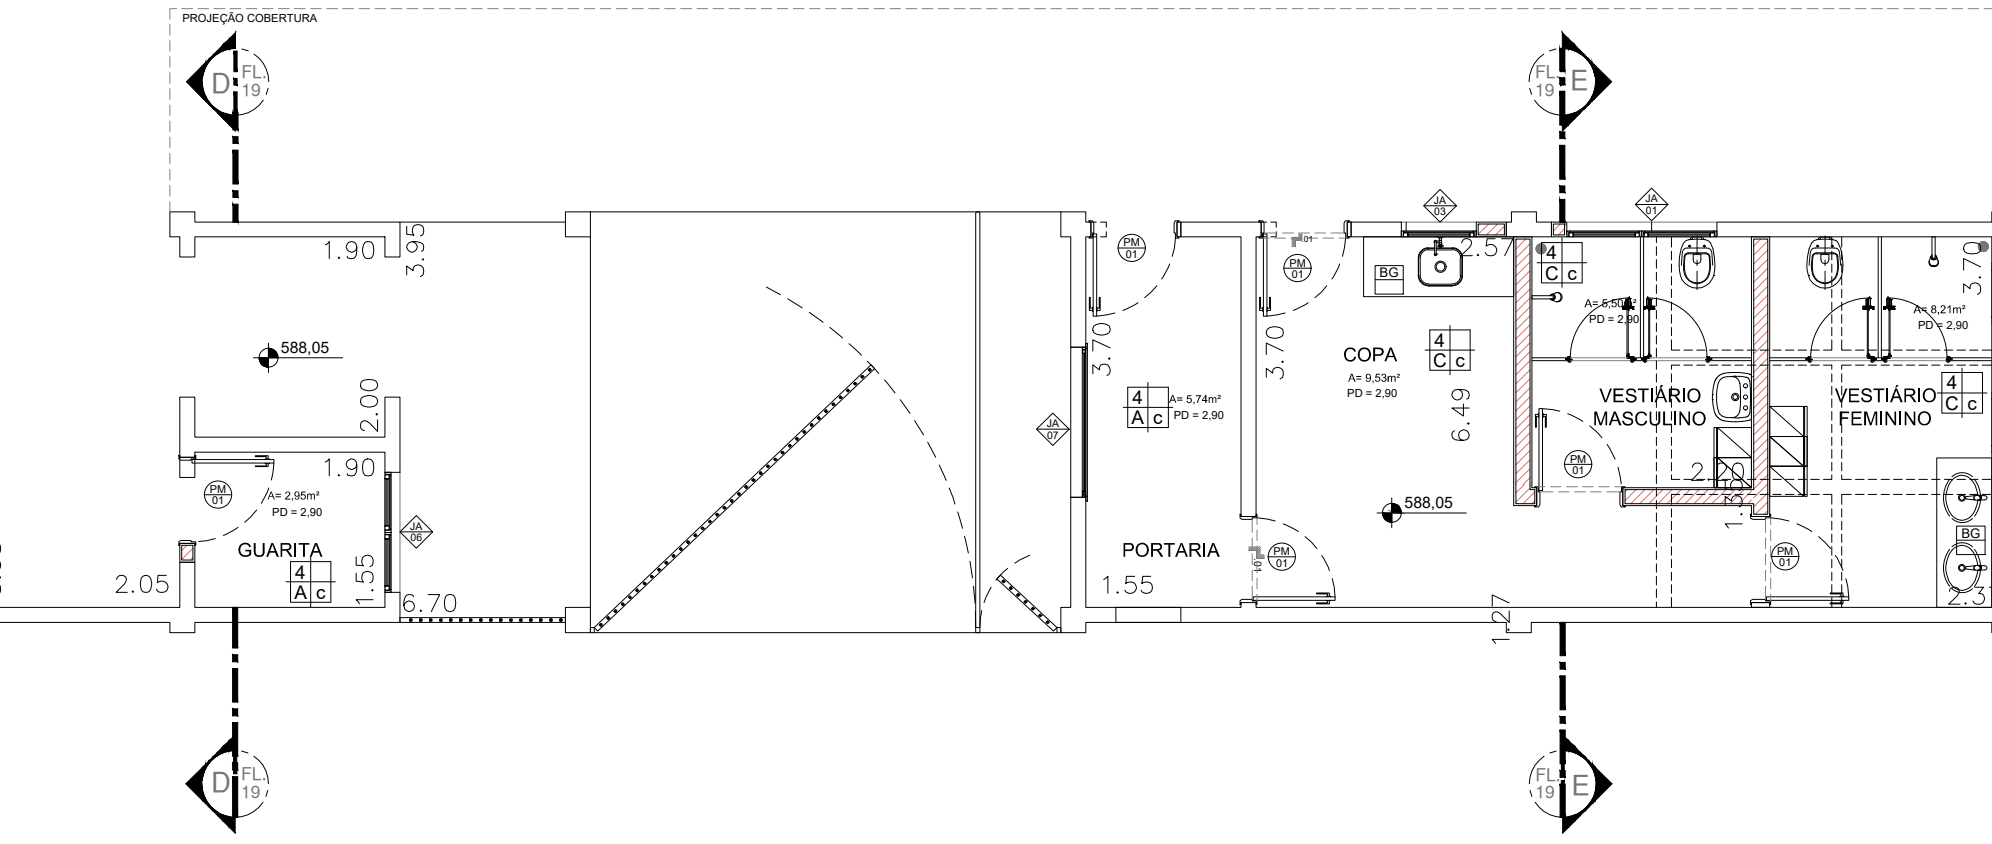 PROJEÇÃO COBERTURA
D
FL.
19
FL.
19
E
1.90
3.95
588,05
2.00
1.90
PM
01
A= 2,95m²
PD = 2,90
GUARITA
4
A c
1.55
JA
06
2.05
6.70
JA
07
PM
01
3.70
4
A c
A= 5,74m²
PD = 2,90
PORTARIA
1.55
PM
01
3.70
PM
01
01
01
JA
03
2.57
BG
COPA
A= 9,53m²
PD = 2,90
4
C c
6.49
588,05
1.27
JA
01
4
C c
PD = 2,90
VESTIÁRIO
MASCULINO
PM
01
3.70
A= 8,21m²
PD = 2,90
VESTIÁRIO
FEMININO
4
C c
PM
01
BG
D
FL.
19
FL.
19
E